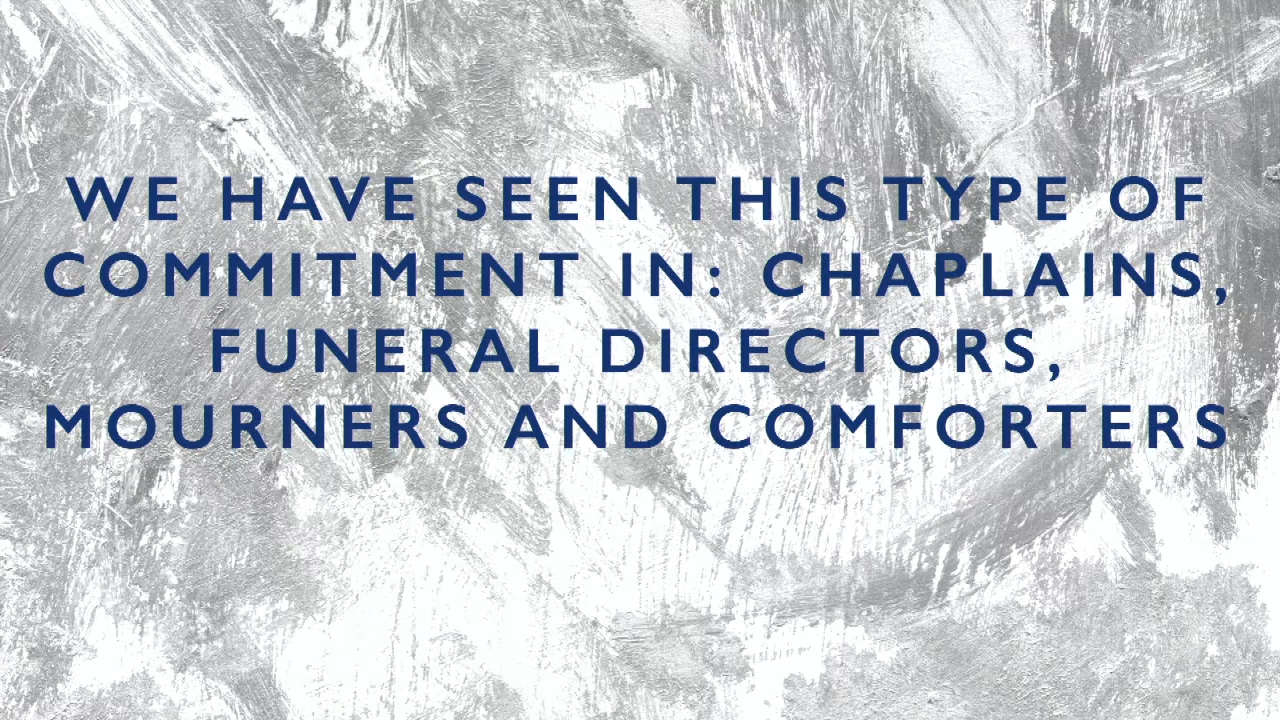 WE HAVE SEEN THIS TYPE OF
COMMITMENT IN: CHAPLAINS,
FUNERAL DIRECTORS,
MOURNERS AND COMFORTERS